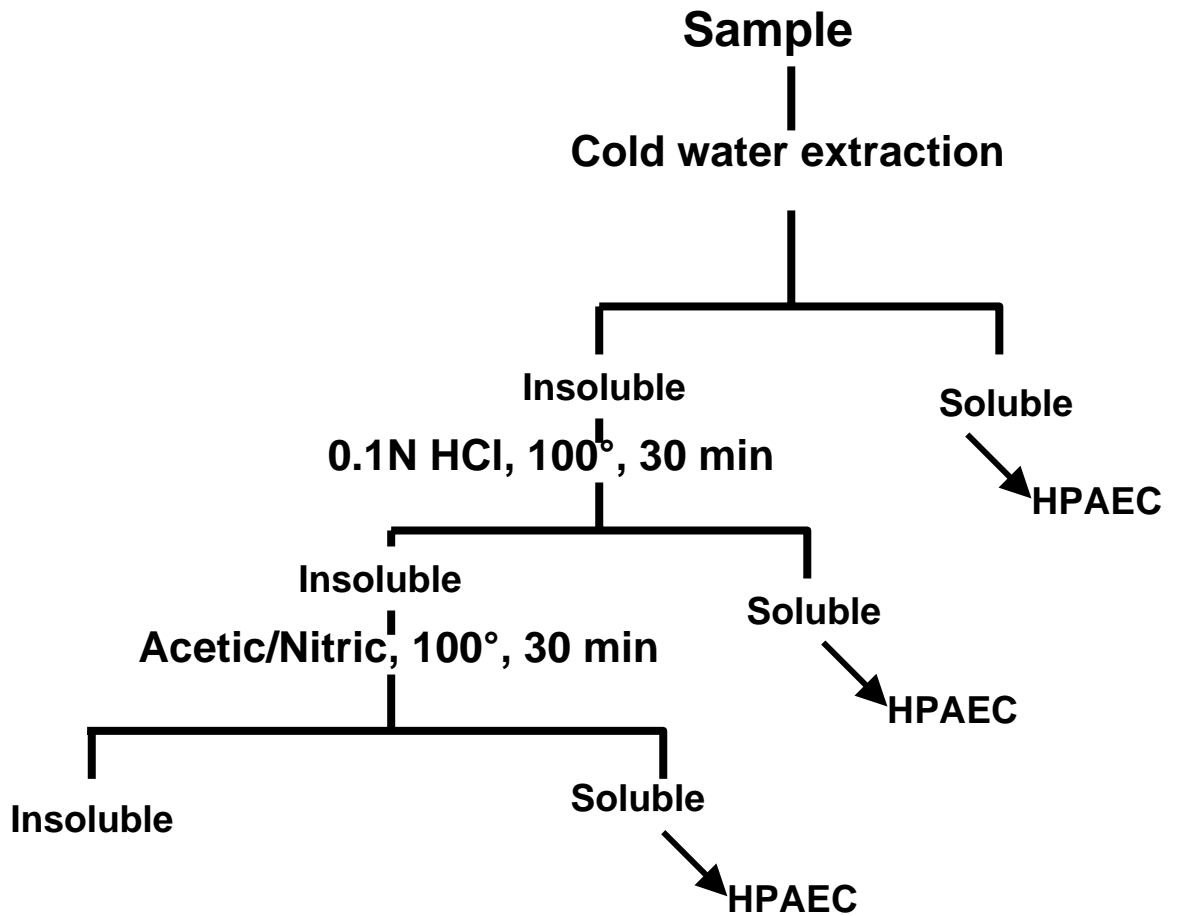 Sample
Cold water extraction
Insoluble
Soluble
0.1N HCl, 100°, 30 min
HPAEC
Insoluble
Soluble
Acetic/Nitric, 100°, 30 min
HPAEC
Insoluble
Soluble
HPAEC